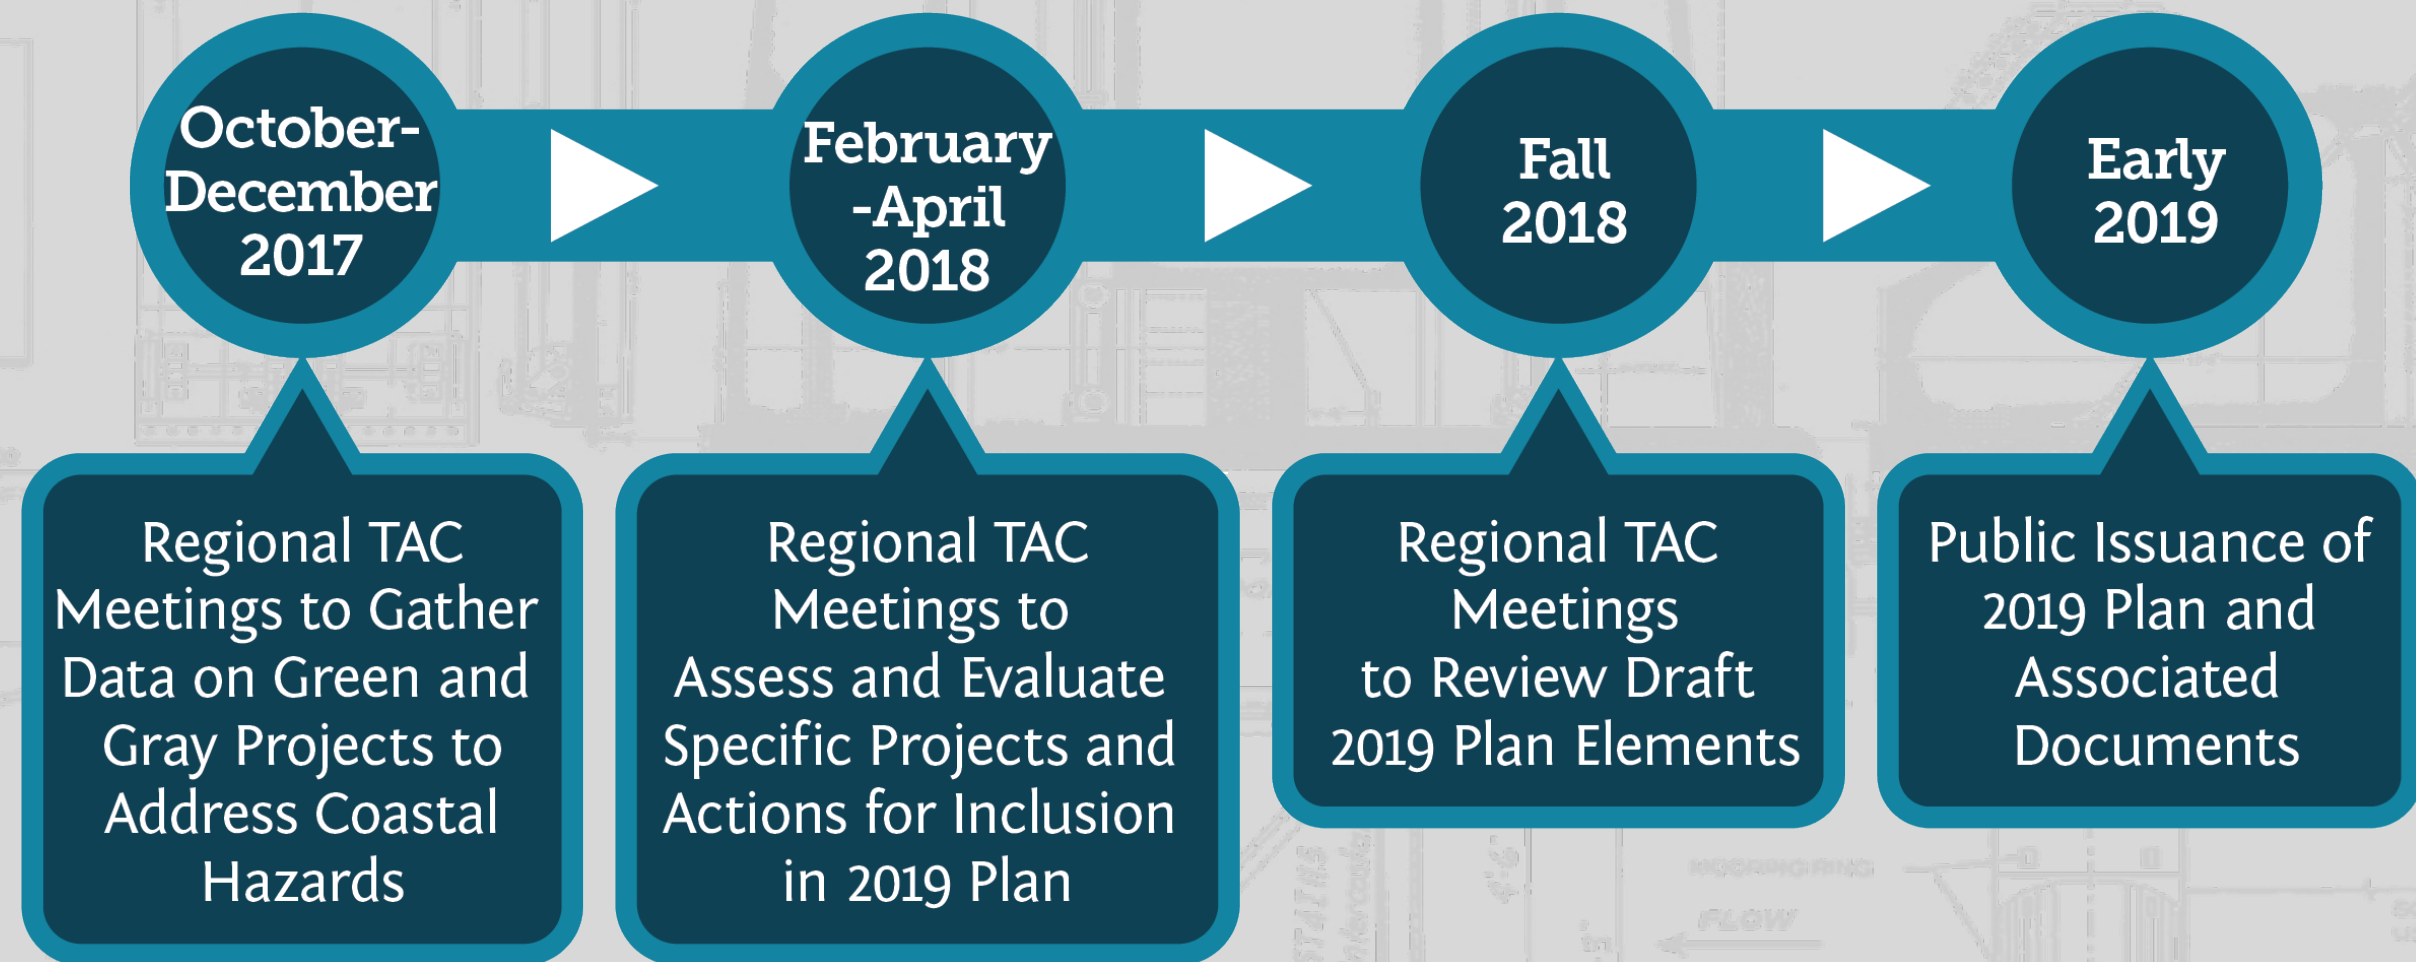 October-
December
2017
February
-April
2018
Fall
2018
Early
2019
Regional TAC
Meetings to Gather
Data on Green and
Gray Projects to
Address Coastal
Hazards
Regional TAC
Meetings to
Assess and Evaluate
Specific Projects and
Actions for Inclusion
in 2019 Plan
Regional TAC
Meetings
to Review Draft
2019 Plan Elements
Public Issuance of
2019 Plan and
Associated
Documents
FLOW